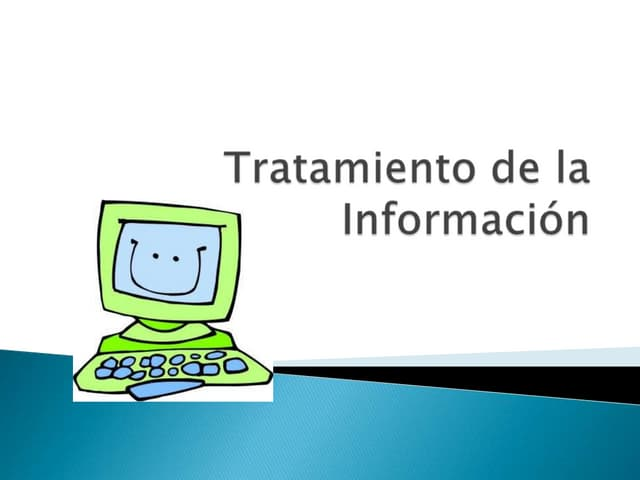 Tratamiento de la
Información